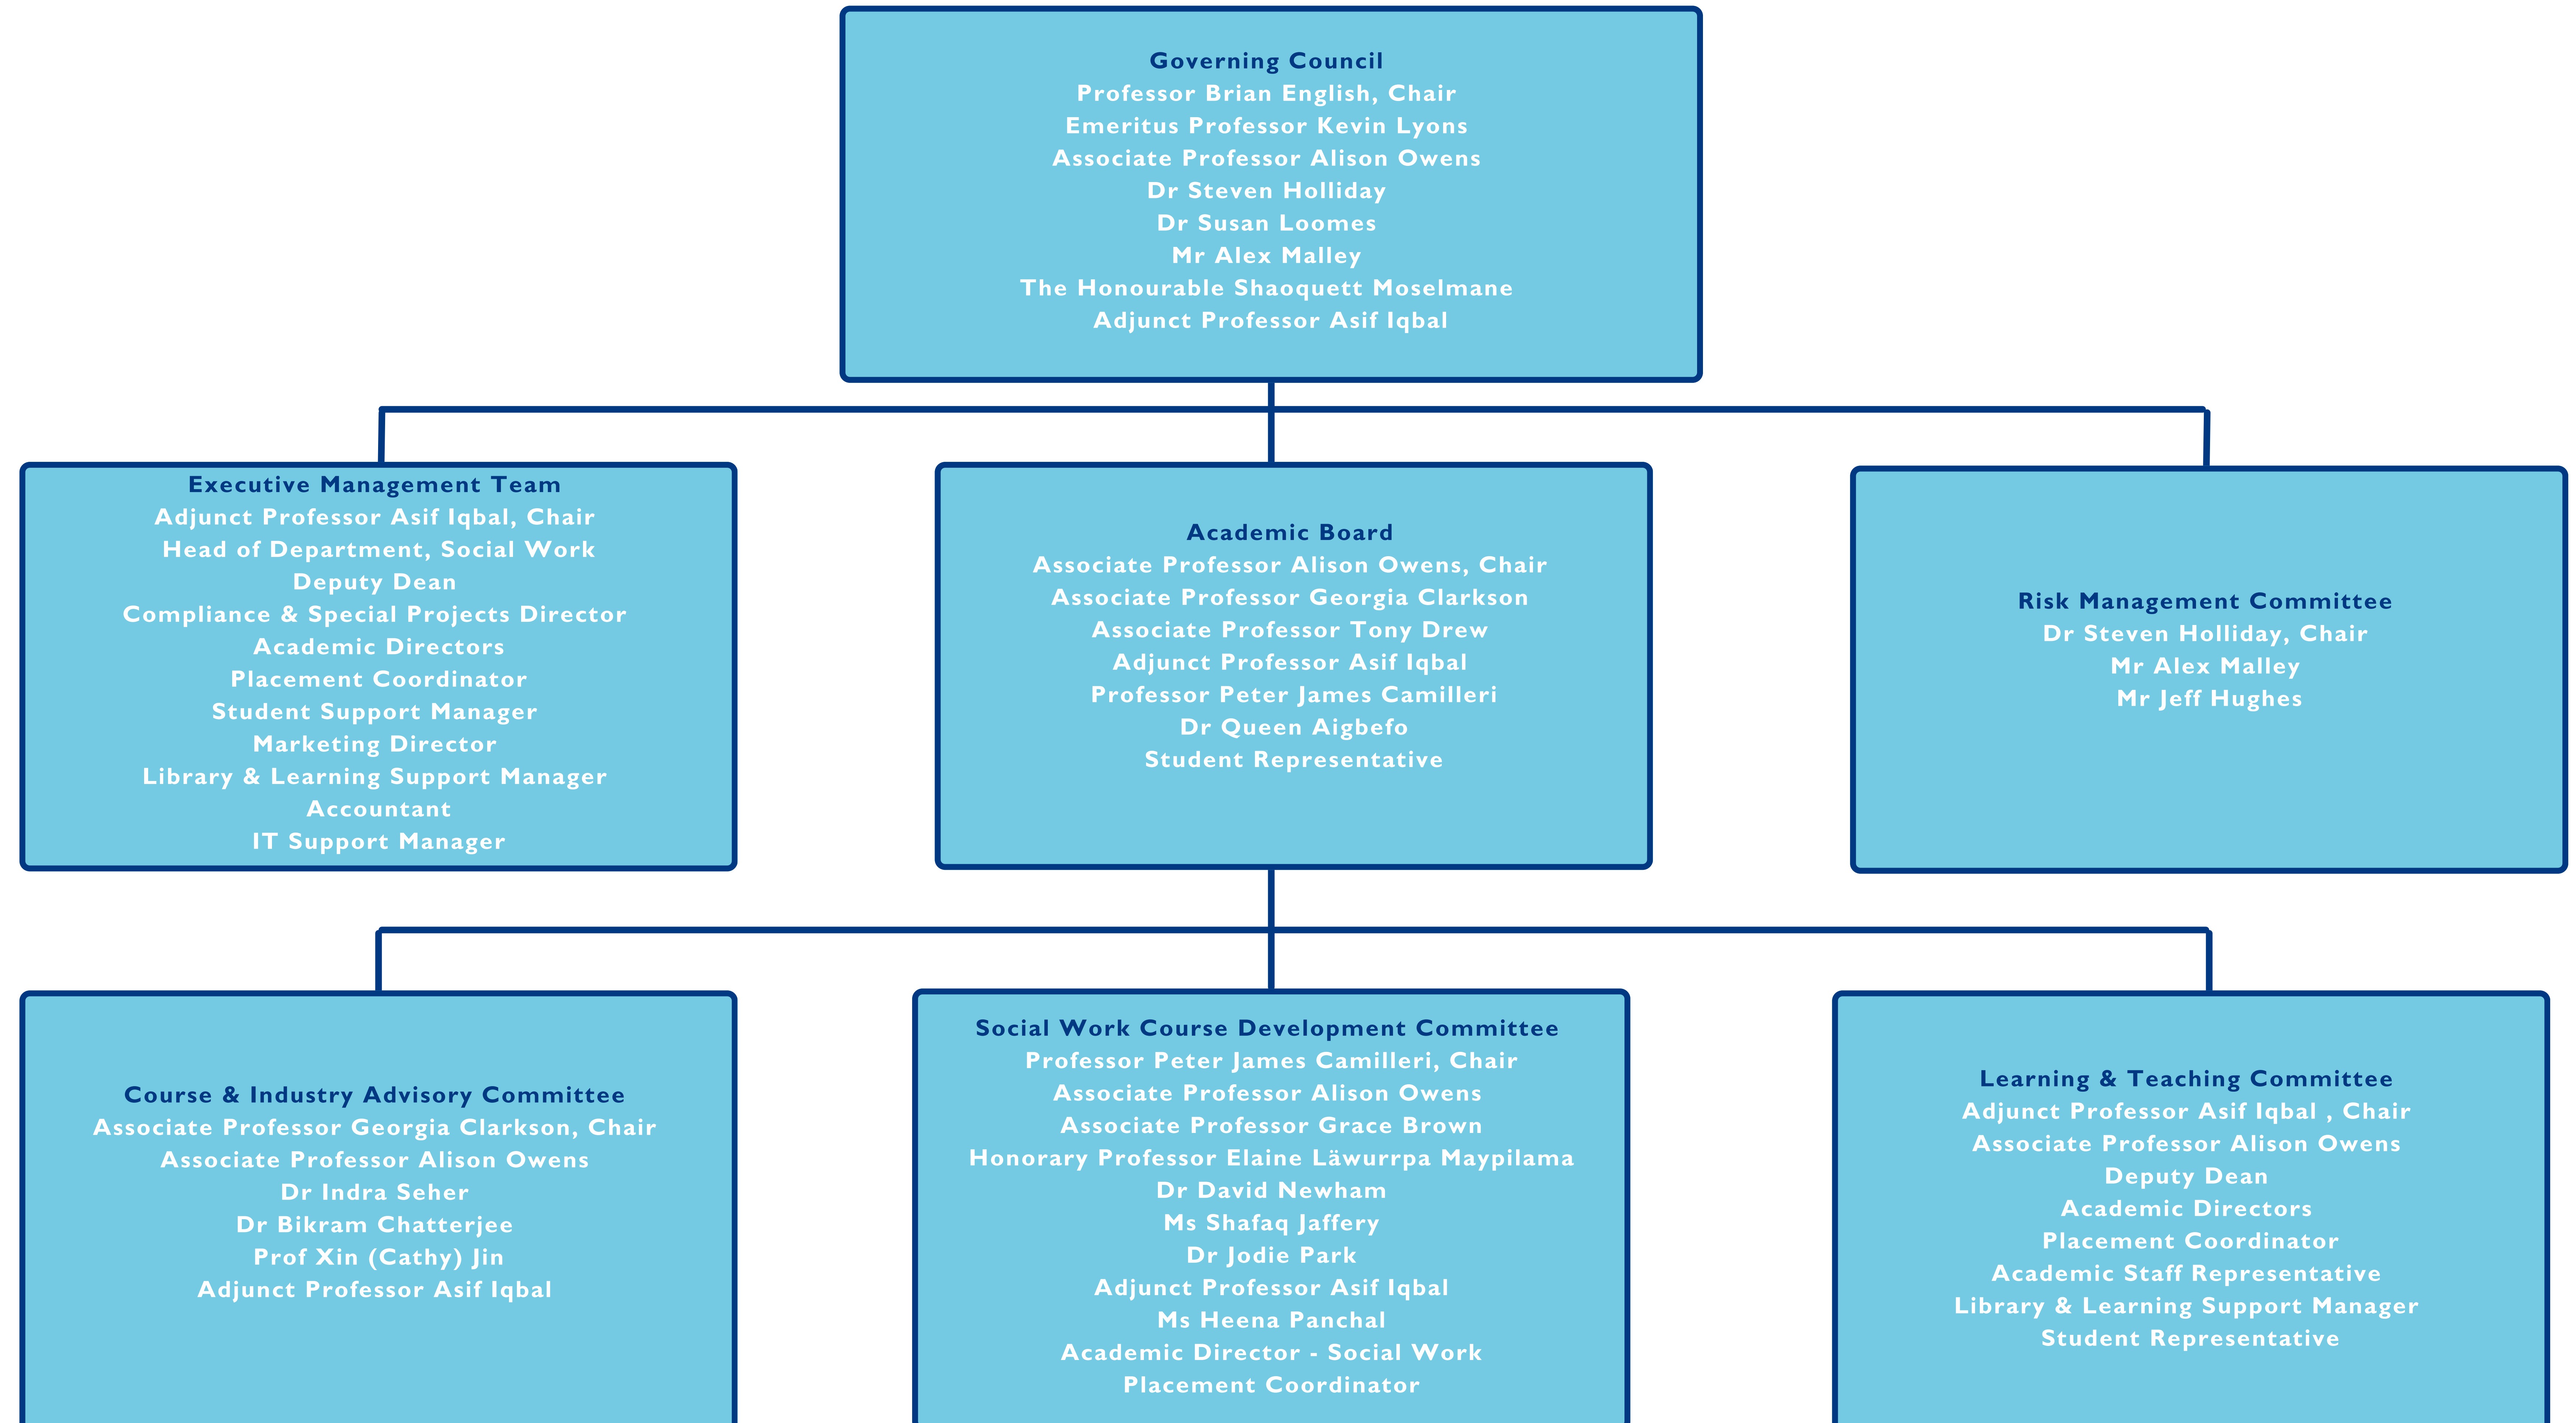 Governing Council
Professor Brian English, Chair
Emeritus Professor Kevin Lyons
Associate Professor Alison Owens
Dr Steven Holliday
Dr Susan Loomes
Mr Alex Malley
The Honourable Shaoquett Moselmane
Adjunct Professor Asif Iqbal
Executive Management Team
Adjunct Professor Asif Iqbal, Chair
Head of Department, Social Work
Deputy Dean
Compliance & Special Projects Director
Academic Directors
Placement Coordinator
Student Support Manager
Marketing Director
Library & Learning Support Manager
Accountant
IT Support Manager
Academic Board
Associate Professor Alison Owens, Chair
Associate Professor Georgia Clarkson
Associate Professor Tony Drew
Adjunct Professor Asif Iqbal
Professor Peter James Camilleri
Dr Queen Aigbefo
Student Representative
Risk Management Committee
Dr Steven Holliday, Chair
Mr Alex Malley
Mr Jeff Hughes
Course & Industry Advisory Committee
Associate Professor Georgia Clarkson, Chair
Associate Professor Alison Owens
Dr Indra Seher
Dr Bikram Chatterjee
Prof Xin (Cathy) Jin
Adjunct Professor Asif Iqbal
Social Work Course Development Committee
Professor Peter James Camilleri, Chair
Associate Professor Alison Owens
Associate Professor Grace Brown
Honorary Professor Elaine Läwurrpa Maypilama
Dr David Newham
Ms Shafaq Jaffery
Dr Jodie Park
Adjunct Professor Asif Iqbal
Ms Heena Panchal
Academic Director - Social Work
Placement Coordinator
Learning & Teaching Committee
Adjunct Professor Asif Iqbal , Chair
Associate Professor Alison Owens
Deputy Dean
Academic Directors
Placement Coordinator
Academic Staff Representative
Library & Learning Support Manager
Student Representative